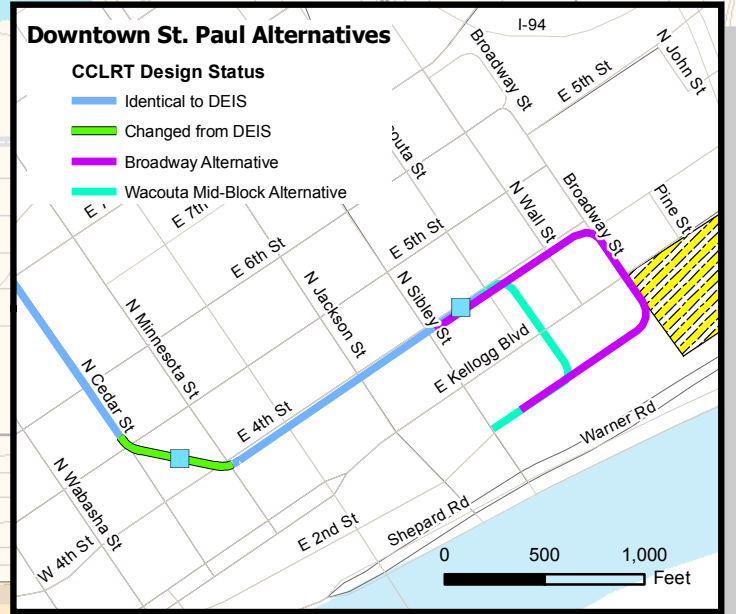 Downtown St. Paul Alternatives
CCLRT Design Status
Identical to DEIS
Changed from DEIS
Broadway Alternative
Wacouta Mid-Block Alternative
I-94
Broadway St
N John St
E 5th St
outa St
E 7th
E 6th St
E 5th St
N Wall St
Broadway St
Pine St
N Sibley St
N Jackson St
N Minnesota St
E Kellogg Blvd
N Cedar St
E 4th St
Warner Rd
N Wabasha St
W 4th St
E 2nd St
Shepard Rd
0 500 1,000
Feet